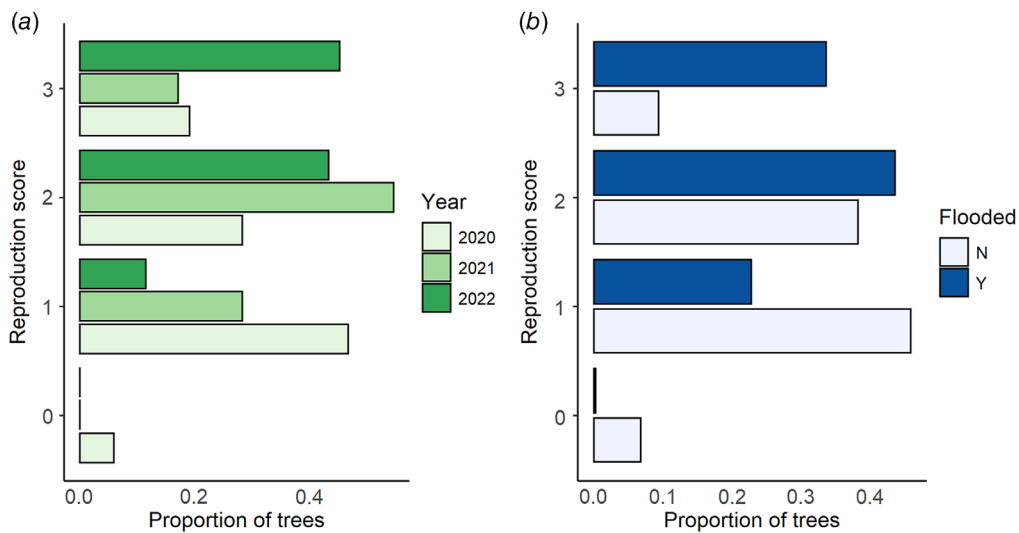 (a)
Reproduction score
3
2
1
0
0.0 0.2 0.4
Proportion of trees
Year
2020
2021
2022
(b)
Reproduction score
3
2
1
0
0.0 0.1 0.2 0.3 0.4
Proportion of trees
Flooded
N
Y